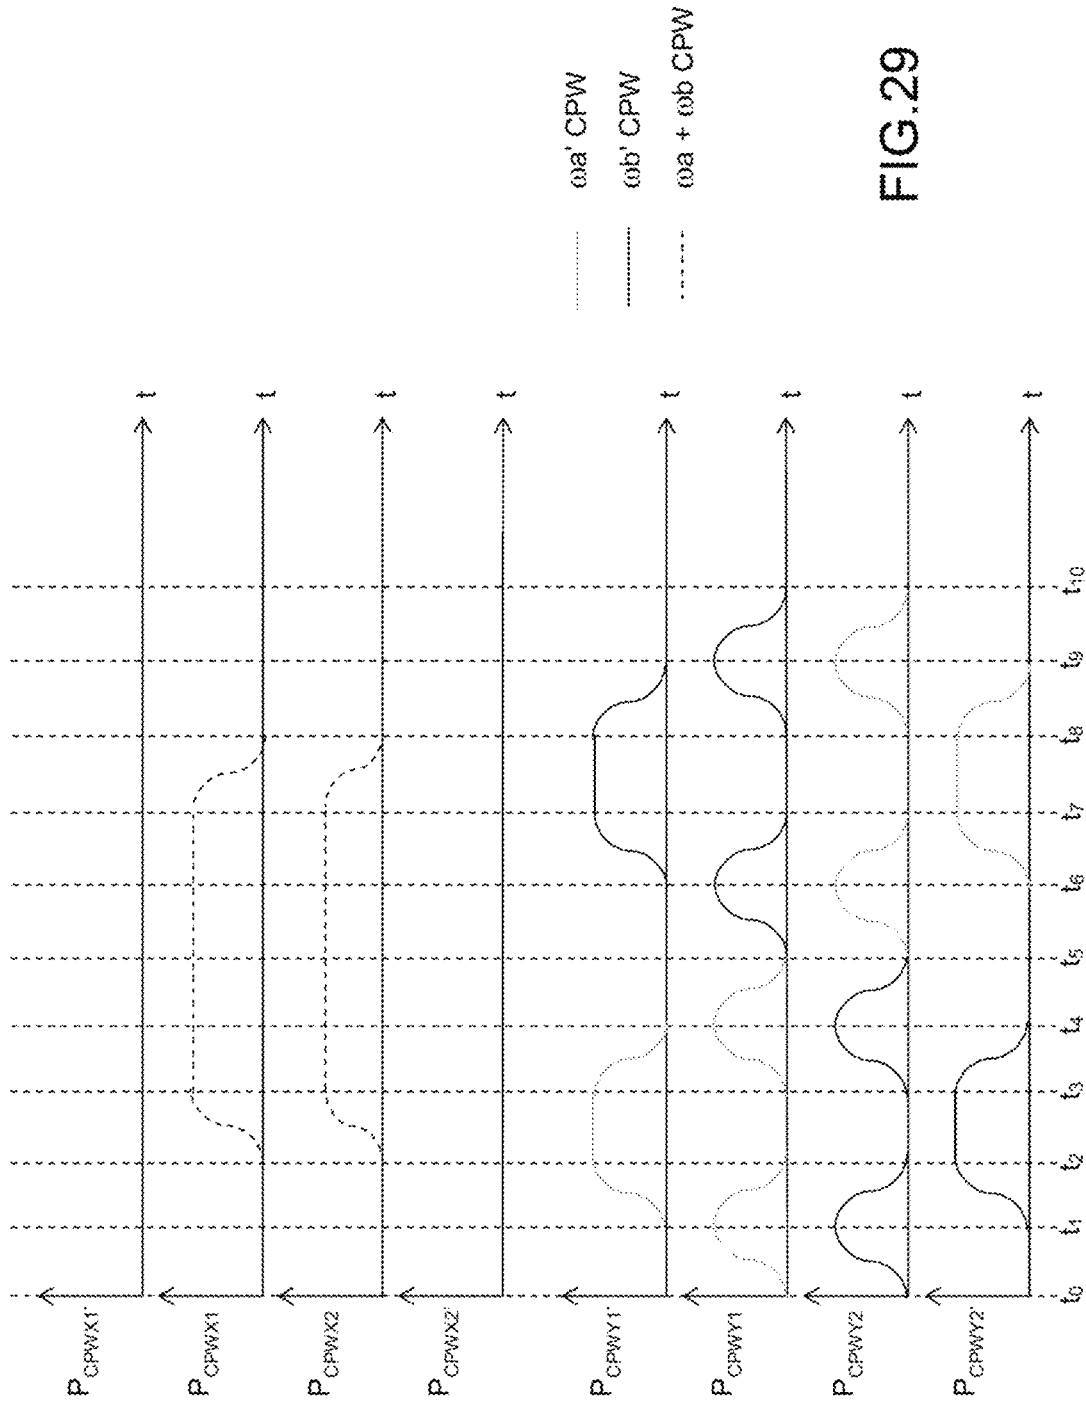 P_CPWX1' t
P_CPWX1 t
P_CPWX2 t
P_CPWX2' t
P_CPWY1' t
P_CPWY1 t
P_CPWY2 t
P_CPWY2' t
t0 t1 t2 t3 t4 t5 t6 t7 t8 t9 t10
ωa' CPW
ωb' CPW
ωa + ωb CPW
FIG.29